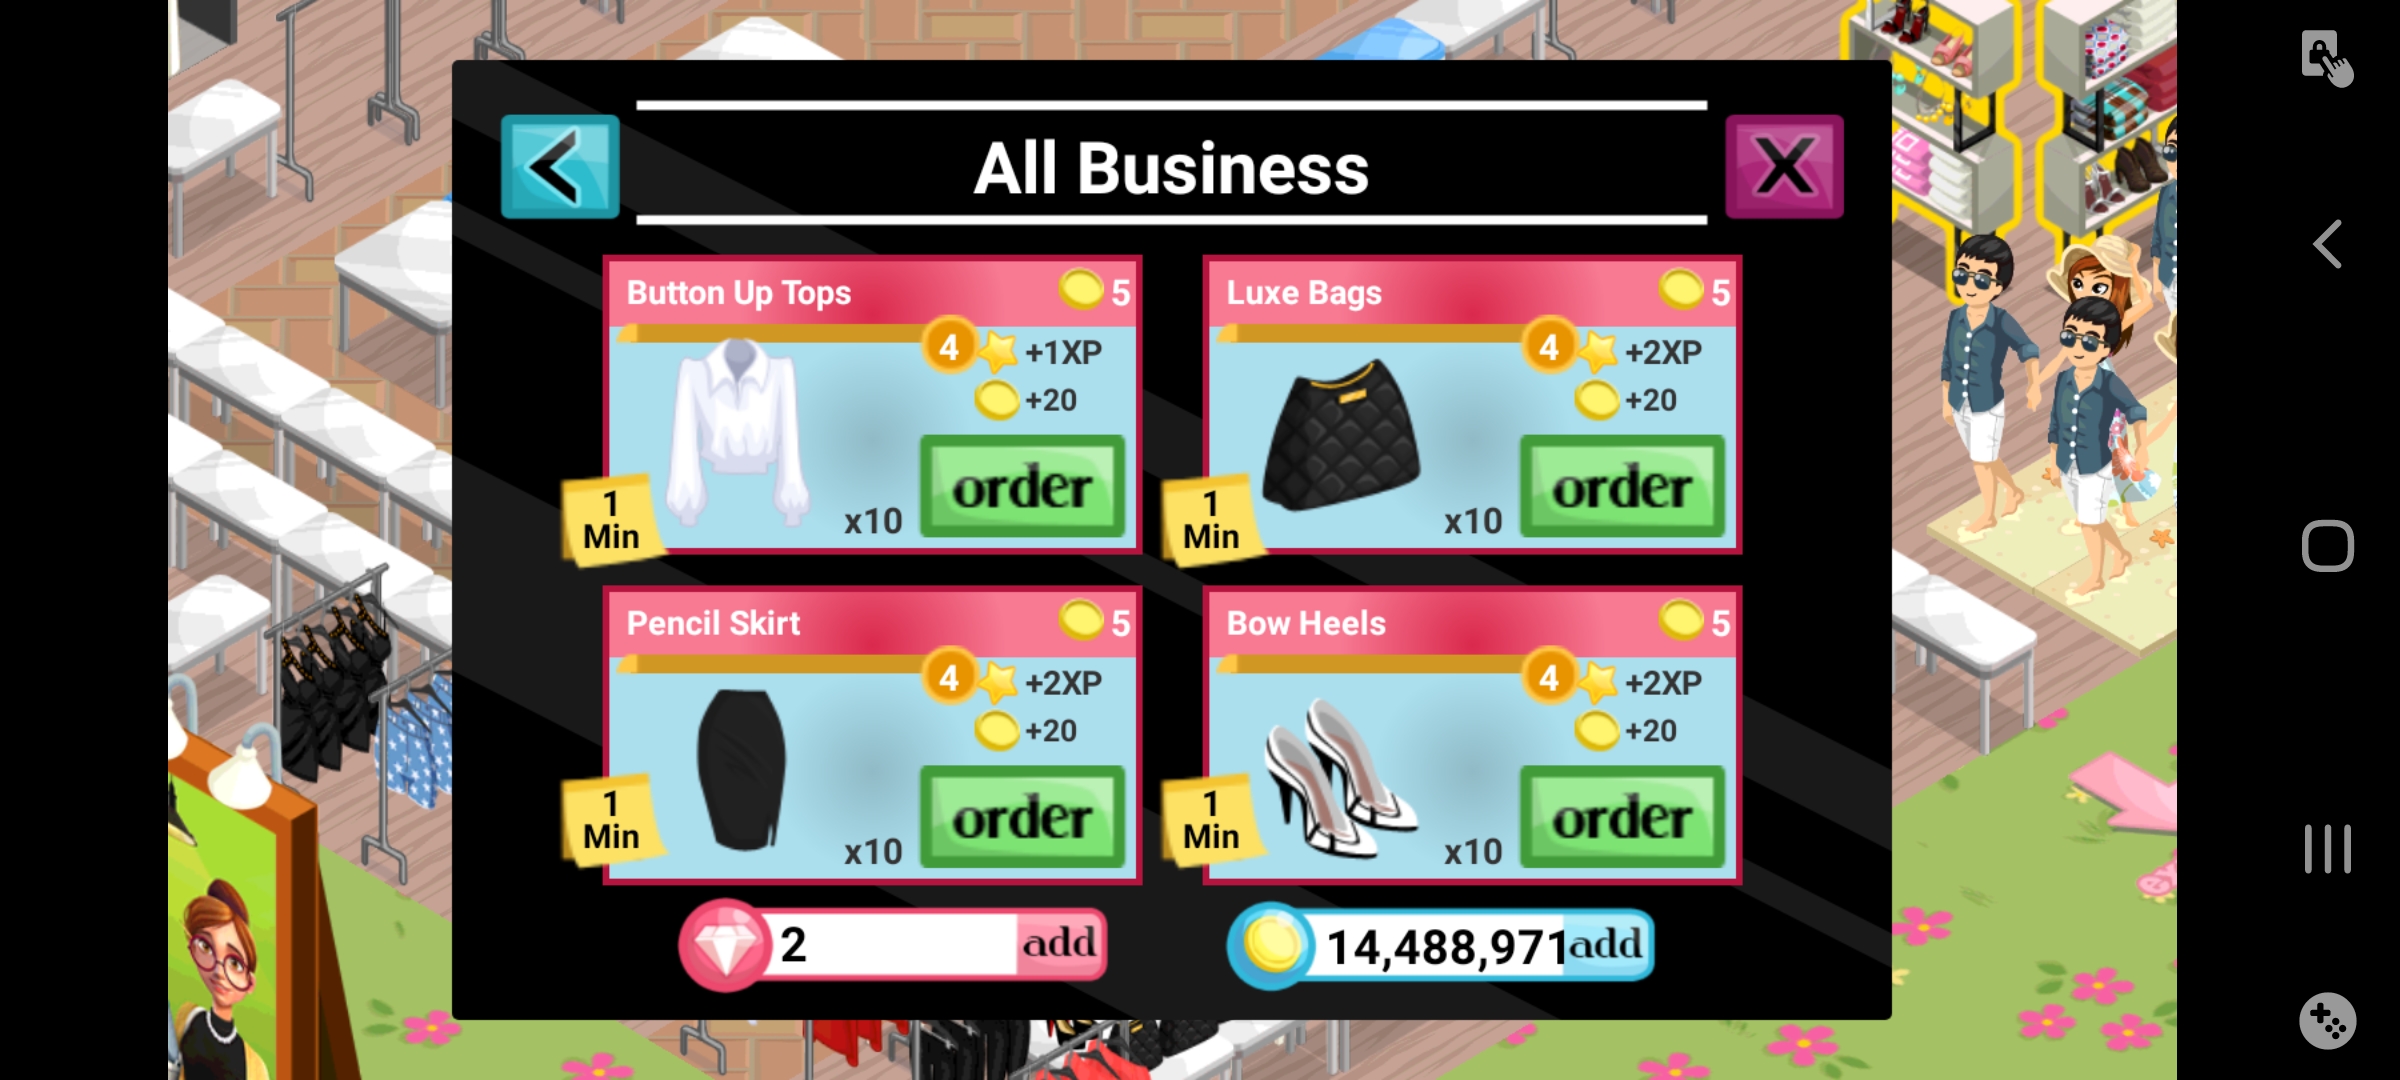 All Business
X
Button Up Tops 5
4 +1XP
+20
1
Min
x10
order
Luxe Bags 5
4 +2XP
+20
1
Min
x10
order
Pencil Skirt 5
4 +2XP
+20
1
Min
x10
order
Bow Heels 5
4 +2XP
+20
1
Min
x10
order
2 add
14,488,971 add